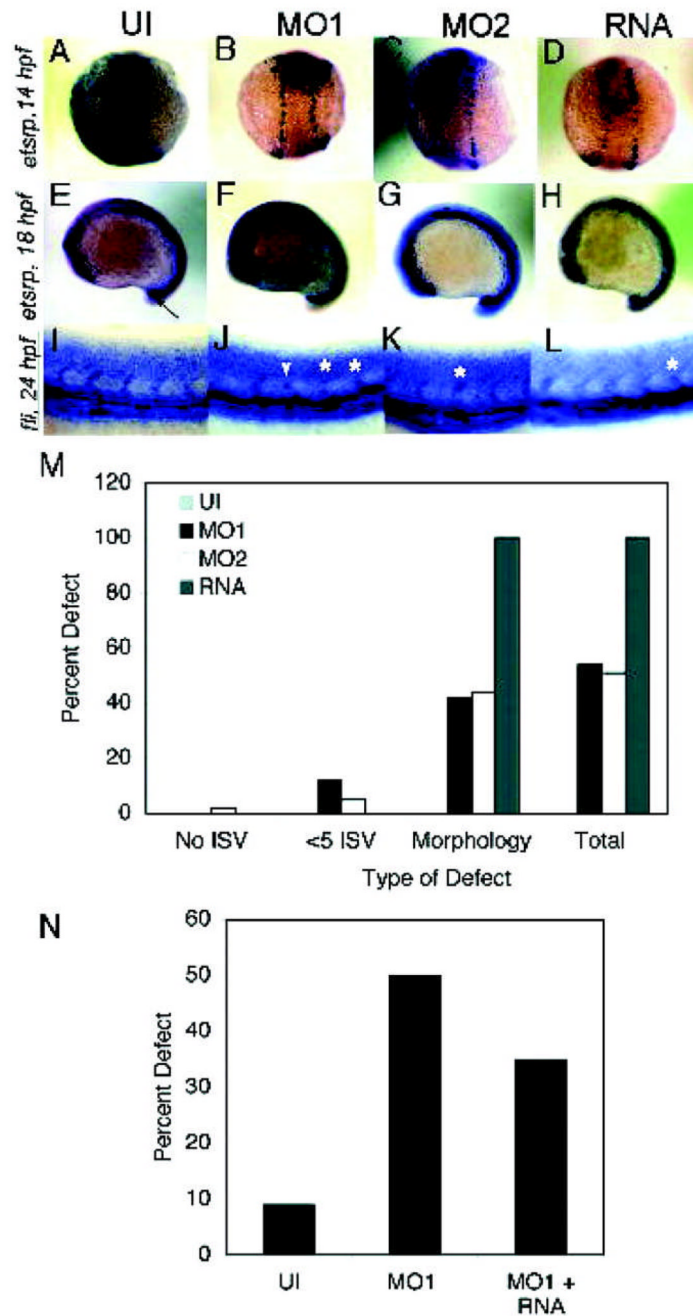 UI MO1 MO2 RNA
etsrp, 14 hpf
A B C D
etsrp, 18 hpf
E F G H
fli, 24 hpf
I J * * K * L *
M
120
100
80
60
40
20
0
Percent Defect
UI
MO1
MO2
RNA
No ISV <5 ISV Morphology Total
Type of Defect
N
60
50
40
30
20
10
0
Percent Defect
UI MO1 MO1 +
RNA